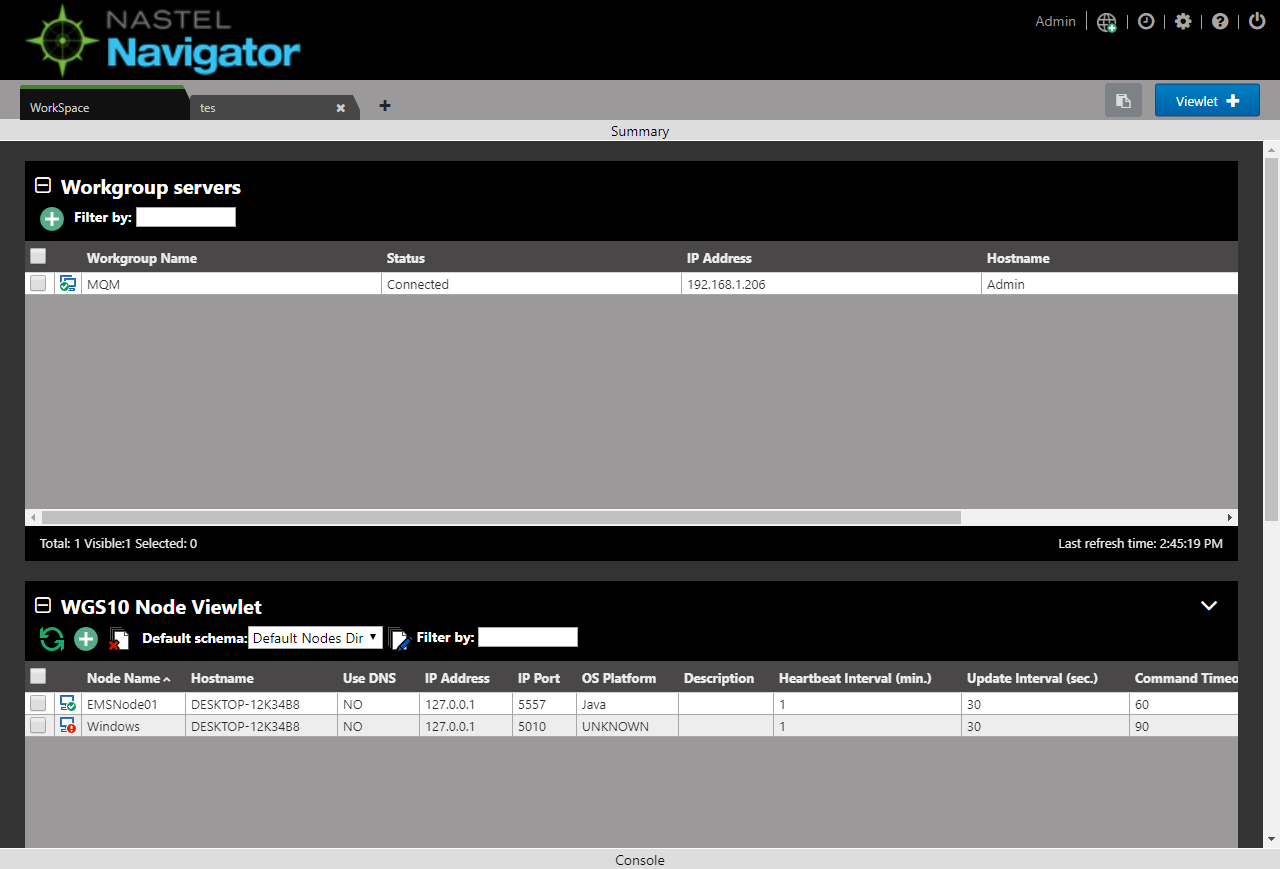 NASTEL
Navigator
Admin
WorkSpace
tes
Viewlet
Summary
Workgroup servers
Filter by:
Workgroup Name Status IP Address Hostname
MQM Connected 192.168.1.206 Admin
Total: 1 Visible:1 Selected: 0
Last refresh time: 2:45:19 PM
WGS10 Node Viewlet
Default schema: Default Nodes Dir Filter by:
Node Name Hostname Use DNS IP Address IP Port OS Platform Description Heartbeat Interval (min.) Update Interval (sec.) Command Timeo
EMSNode01 DESKTOP-12K34B8 NO 127.0.0.1 5557 Java 1 30 60
Windows DESKTOP-12K34B8 NO 127.0.0.1 5010 UNKNOWN 1 30 90
Console